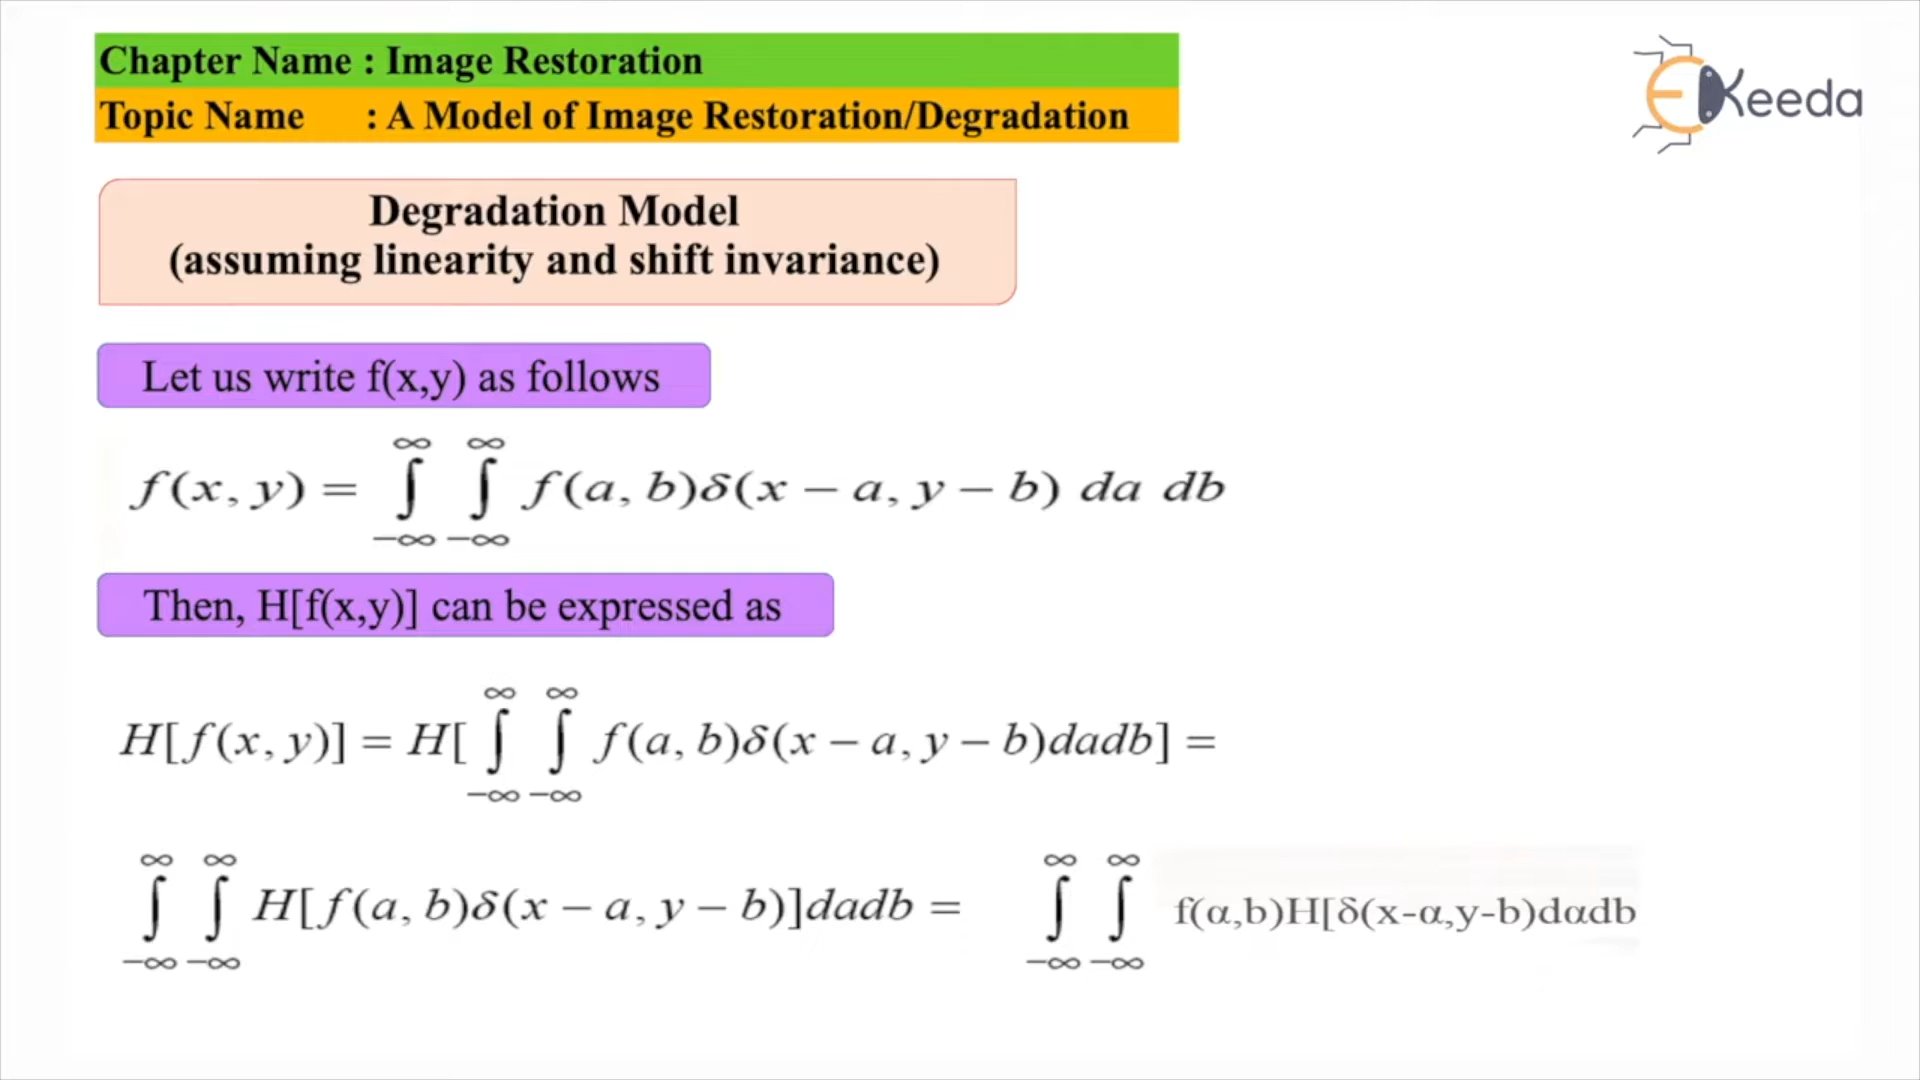 Chapter Name : Image Restoration
Topic Name : A Model of Image Restoration/Degradation
EKeeda
Degradation Model
(assuming linearity and shift invariance)
Let us write f(x,y) as follows
f(x, y) = ∫_{−∞}^{∞} ∫_{−∞}^{∞} f(a, b)δ(x − a, y − b) da db
Then, H[f(x,y)] can be expressed as
H[f(x, y)] = H[ ∫_{−∞}^{∞} ∫_{−∞}^{∞} f(a, b)δ(x − a, y − b)dadb] =
∫_{−∞}^{∞} ∫_{−∞}^{∞} H[f(a, b)δ(x − a, y − b)]dadb = ∫_{−∞}^{∞} ∫_{−∞}^{∞} f(α,b)H[δ(x-α,y-b)dαdb